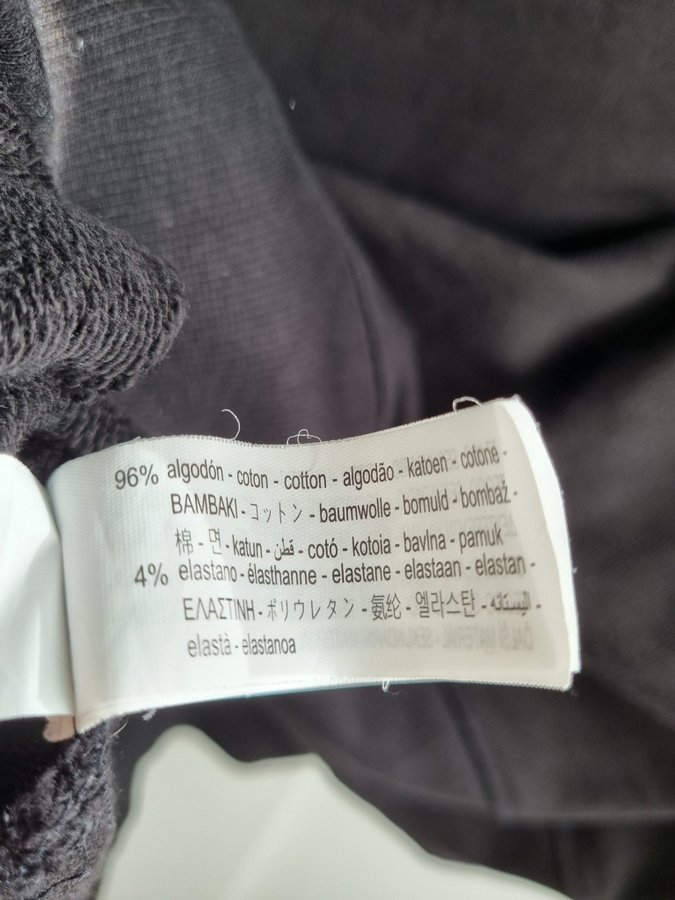 96% algodón - coton - cotton - algodão - katoen - cotone -
BAMBAKI - コットン - baumwolle - bomuld - bombaž -
棉 - 면 - katun - قطن - cotó - kotoia - bavlna - pamuk
4% elastano - élasthanne - elastane - elastaan - elastan -
ΕΛΑΣΤΙΝΗ - ポリウレタン - 氨纶 - 엘라스탄 - اليستانه -
elastà - elastanoa